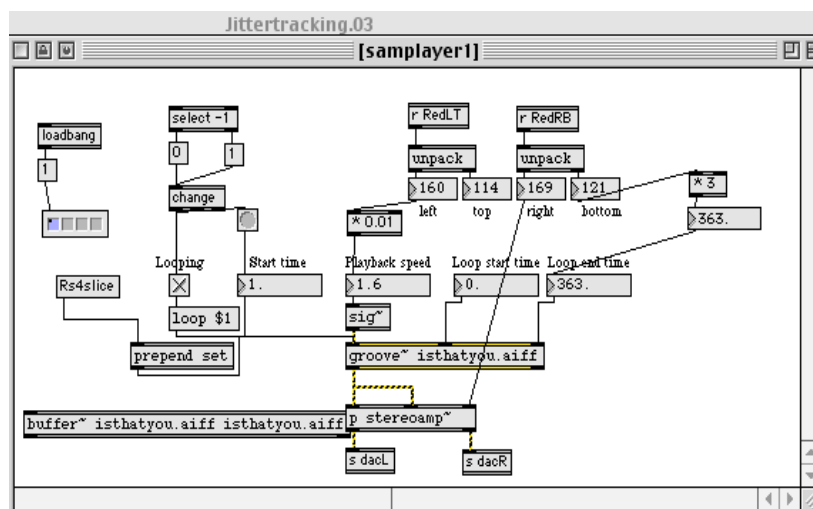 Jittertracking.03
[samplayer1]
select -1
r RedLT
r RedRB
loadbang
0
1
unpack
unpack
1
160
114
169
121
* 3
change
left
top
right
bottom
* 0.01
363.
Looping
Start time
Playback speed
Loop start time
Loop end time
Rs4slice
1.
1.6
0.
363.
loop $1
sig~
prepend set
groove~ isthatyou.aiff
buffer~ isthatyou.aiff isthatyou.aiff
p stereoamp~
s dacL
s dacR